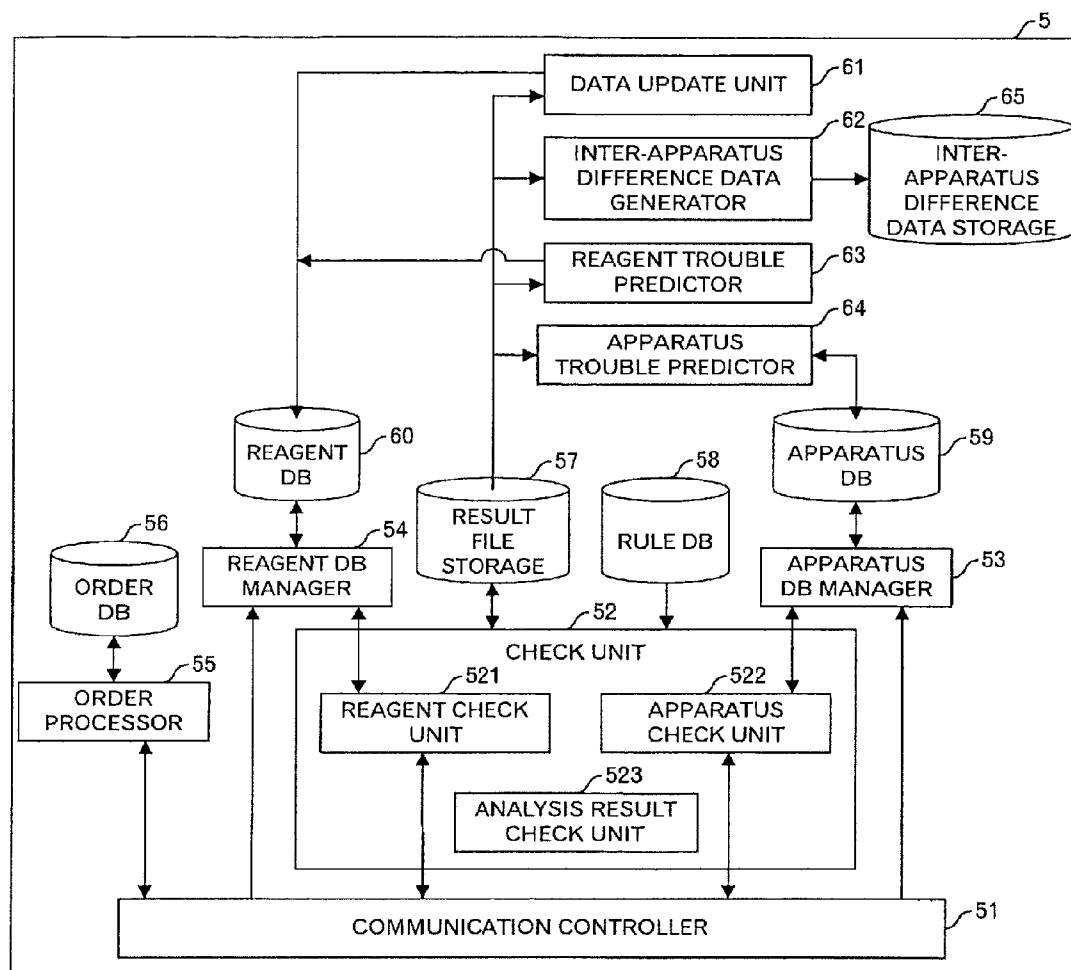 5
DATA UPDATE UNIT
61
65
62
INTER-APPARATUS
DIFFERENCE DATA
GENERATOR
INTER-
APPARATUS
DIFFERENCE
DATA STORAGE
REAGENT TROUBLE
PREDICTOR
63
64
APPARATUS
TROUBLE PREDICTOR
REAGENT
DB
60
57
58
APPARATUS
DB
59
56
ORDER
DB
54
REAGENT DB
MANAGER
RESULT
FILE
STORAGE
RULE DB
APPARATUS
DB MANAGER
53
52
CHECK UNIT
55
ORDER
PROCESSOR
521
REAGENT CHECK
UNIT
522
APPARATUS
CHECK UNIT
523
ANALYSIS RESULT
CHECK UNIT
COMMUNICATION CONTROLLER
51